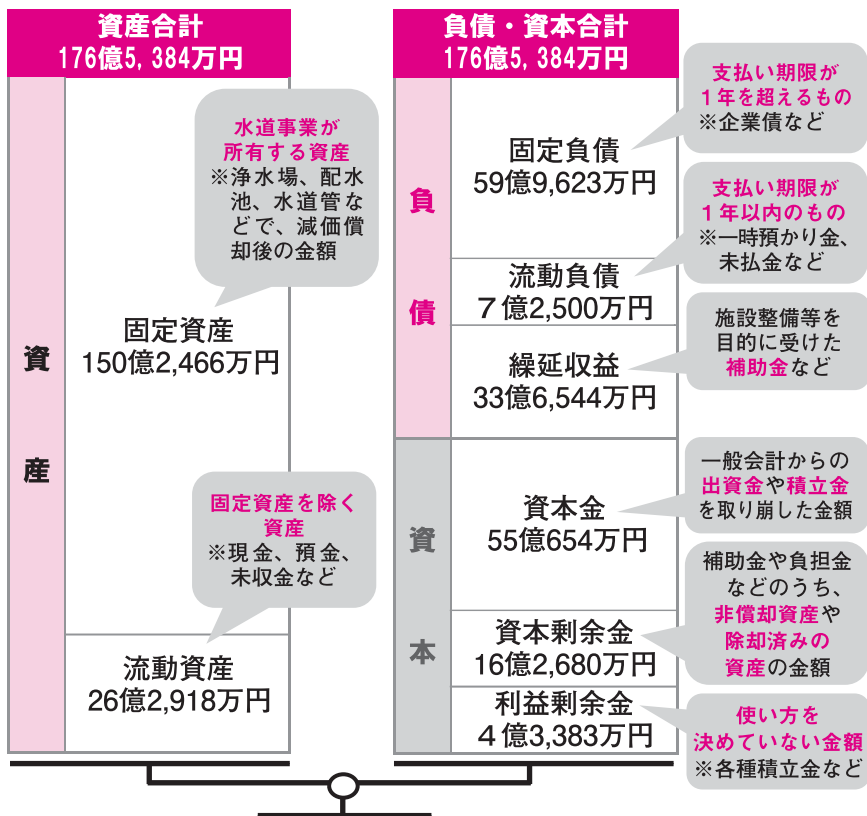 資産合計
176億5,384万円
資産
水道事業が
所有する資産
※浄水場、配水
池、水道管な
どで、減価償
却後の金額
固定資産
150億2,466万円
固定資産を除く
資産
※現金、預金、
未収金など
流動資産
26億2,918万円
負債・資本合計
176億5,384万円
負債
固定負債
59億9,623万円
支払い期限が
１年を超えるもの
※企業債など
流動負債
７億2,500万円
支払い期限が
１年以内のもの
※一時預かり金、
未払金など
繰延収益
33億6,544万円
施設整備等を
目的に受けた
補助金など
資本
資本金
55億654万円
一般会計からの
出資金や積立金
を取り崩した金額
資本剰余金
16億2,680万円
補助金や負担金
などのうち、
非償却資産や
除却済みの
資産の金額
利益剰余金
４億3,383万円
使い方を
決めていない金額
※各種積立金など